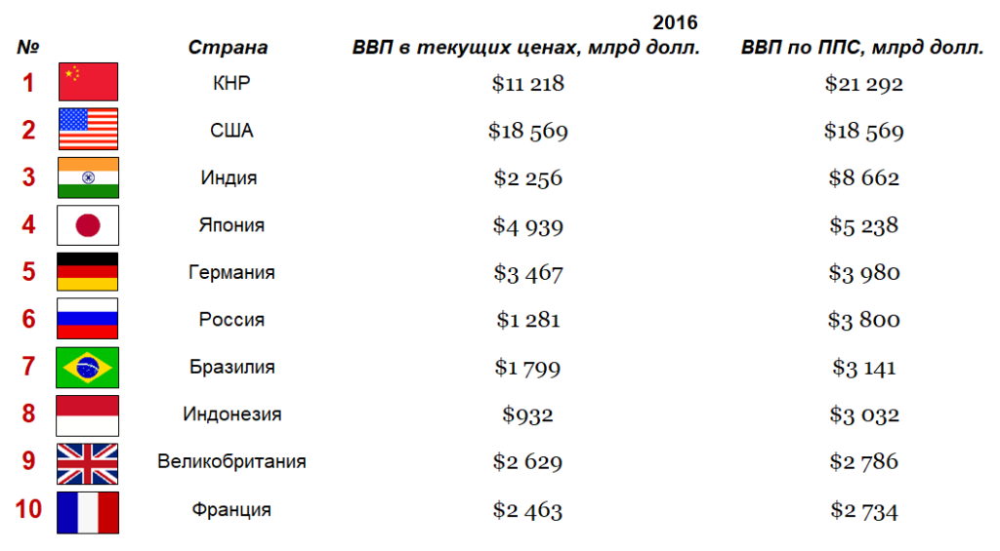 2016
№ Страна ВВП в текущих ценах, млрд долл. ВВП по ППС, млрд долл.
1 КНР $11 218 $21 292
2 США $18 569 $18 569
3 Индия $2 256 $8 662
4 Япония $4 939 $5 238
5 Германия $3 467 $3 980
6 Россия $1 281 $3 800
7 Бразилия $1 799 $3 141
8 Индонезия $932 $3 032
9 Великобритания $2 629 $2 786
10 Франция $2 463 $2 734